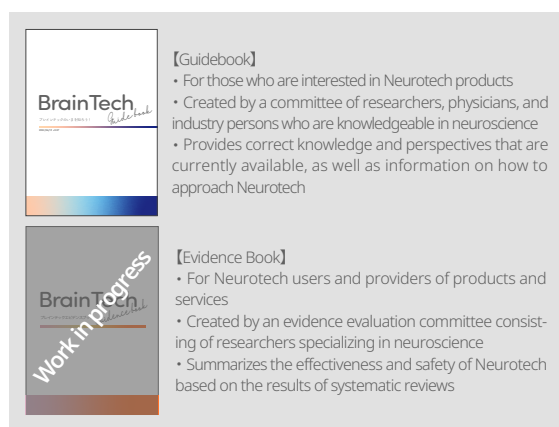 BrainTech
Guidebook
【Guidebook】
• For those who are interested in Neurotech products
• Created by a committee of researchers, physicians, and
industry persons who are knowledgeable in neuroscience
• Provides correct knowledge and perspectives that are
currently available, as well as information on how to
approach Neurotech
BrainTech
Evidence book
Work in progress
【Evidence Book】
• For Neurotech users and providers of products and
services
• Created by an evidence evaluation committee consist-
ing of researchers specializing in neuroscience
• Summarizes the effectiveness and safety of Neurotech
based on the results of systematic reviews